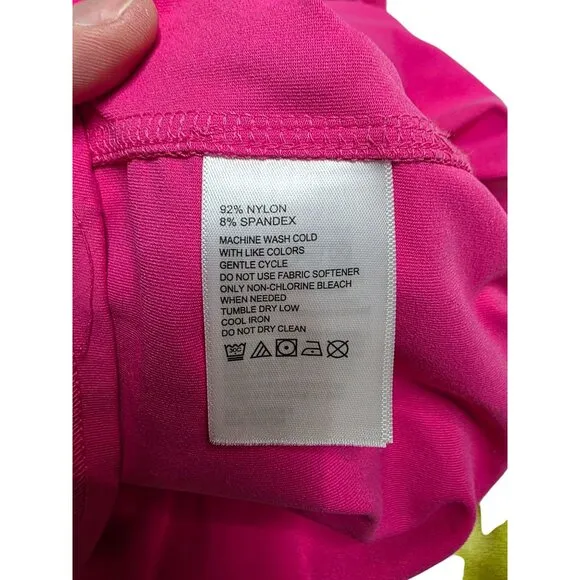 92% NYLON
8% SPANDEX
MACHINE WASH COLD
WITH LIKE COLORS
GENTLE CYCLE
DO NOT USE FABRIC SOFTENER
ONLY NON-CHLORINE BLEACH
WHEN NEEDED
TUMBLE DRY LOW
COOL IRON
DO NOT DRY CLEAN